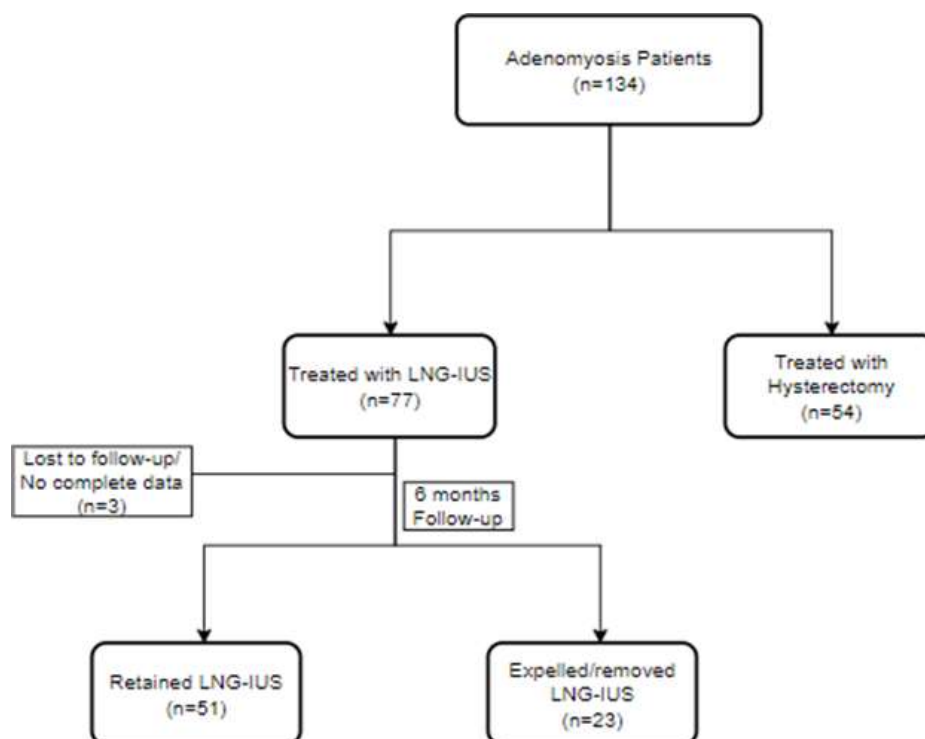 Adenomyosis Patients
(n=134)
Treated with LNG-IUS
(n=77)
Treated with
Hysterectomy
(n=54)
Lost to follow-up/
No complete data
(n=3)
6 months
Follow-up
Retained LNG-IUS
(n=51)
Expelled/removed
LNG-IUS
(n=23)